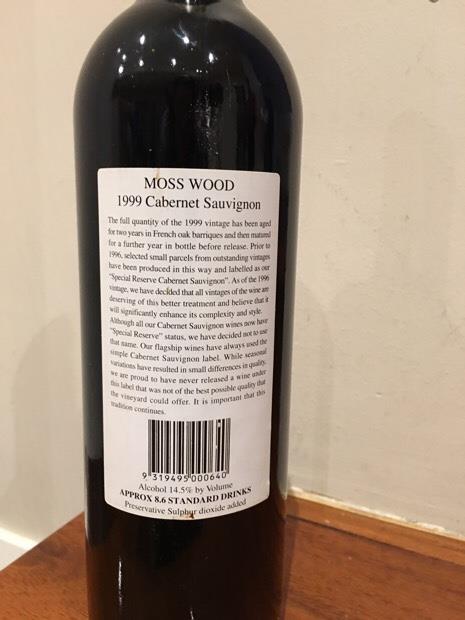 MOSS WOOD
1999 Cabernet Sauvignon
The full quantity of the 1999 vintage has been aged
for two years in French oak barriques and then matured
for a further year in bottle before release. Prior to
1996, selected small parcels from outstanding vintages
have been produced in this way and labelled as our
"Special Reserve Cabernet Sauvignon". As of the 1996
vintage, we have decided that all vintages of the wine are
deserving of this better treatment and believe that it
will significantly enhance its complexity and style.
Although all our Cabernet Sauvignon wines now have
"Special Reserve" status, we have decided not to use
that name. Our flagship wines have always used the
simple Cabernet Sauvignon label. While seasonal
variations have resulted in small differences in quality,
we are proud to have never released a wine under
this label that was not of the best possible quality that
the vineyard could offer. It is important that this
tradition continues.
9 319495 000640
Alcohol 14.5% by Volume
APPROX 8.6 STANDARD DRINKS
Preservative Sulphur dioxide added